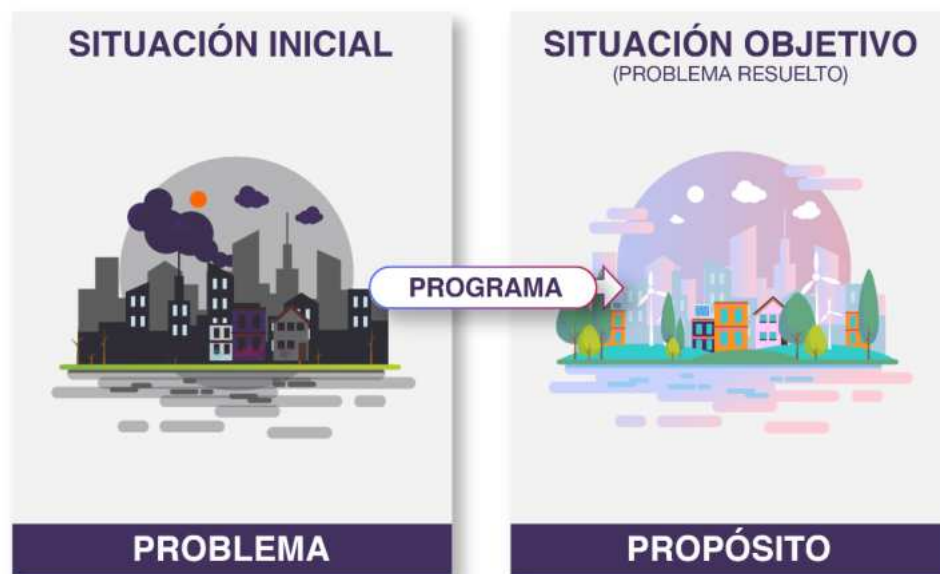 SITUACIÓN INICIAL
PROBLEMA
PROGRAMA
SITUACIÓN OBJETIVO
(PROBLEMA RESUELTO)
PROPÓSITO